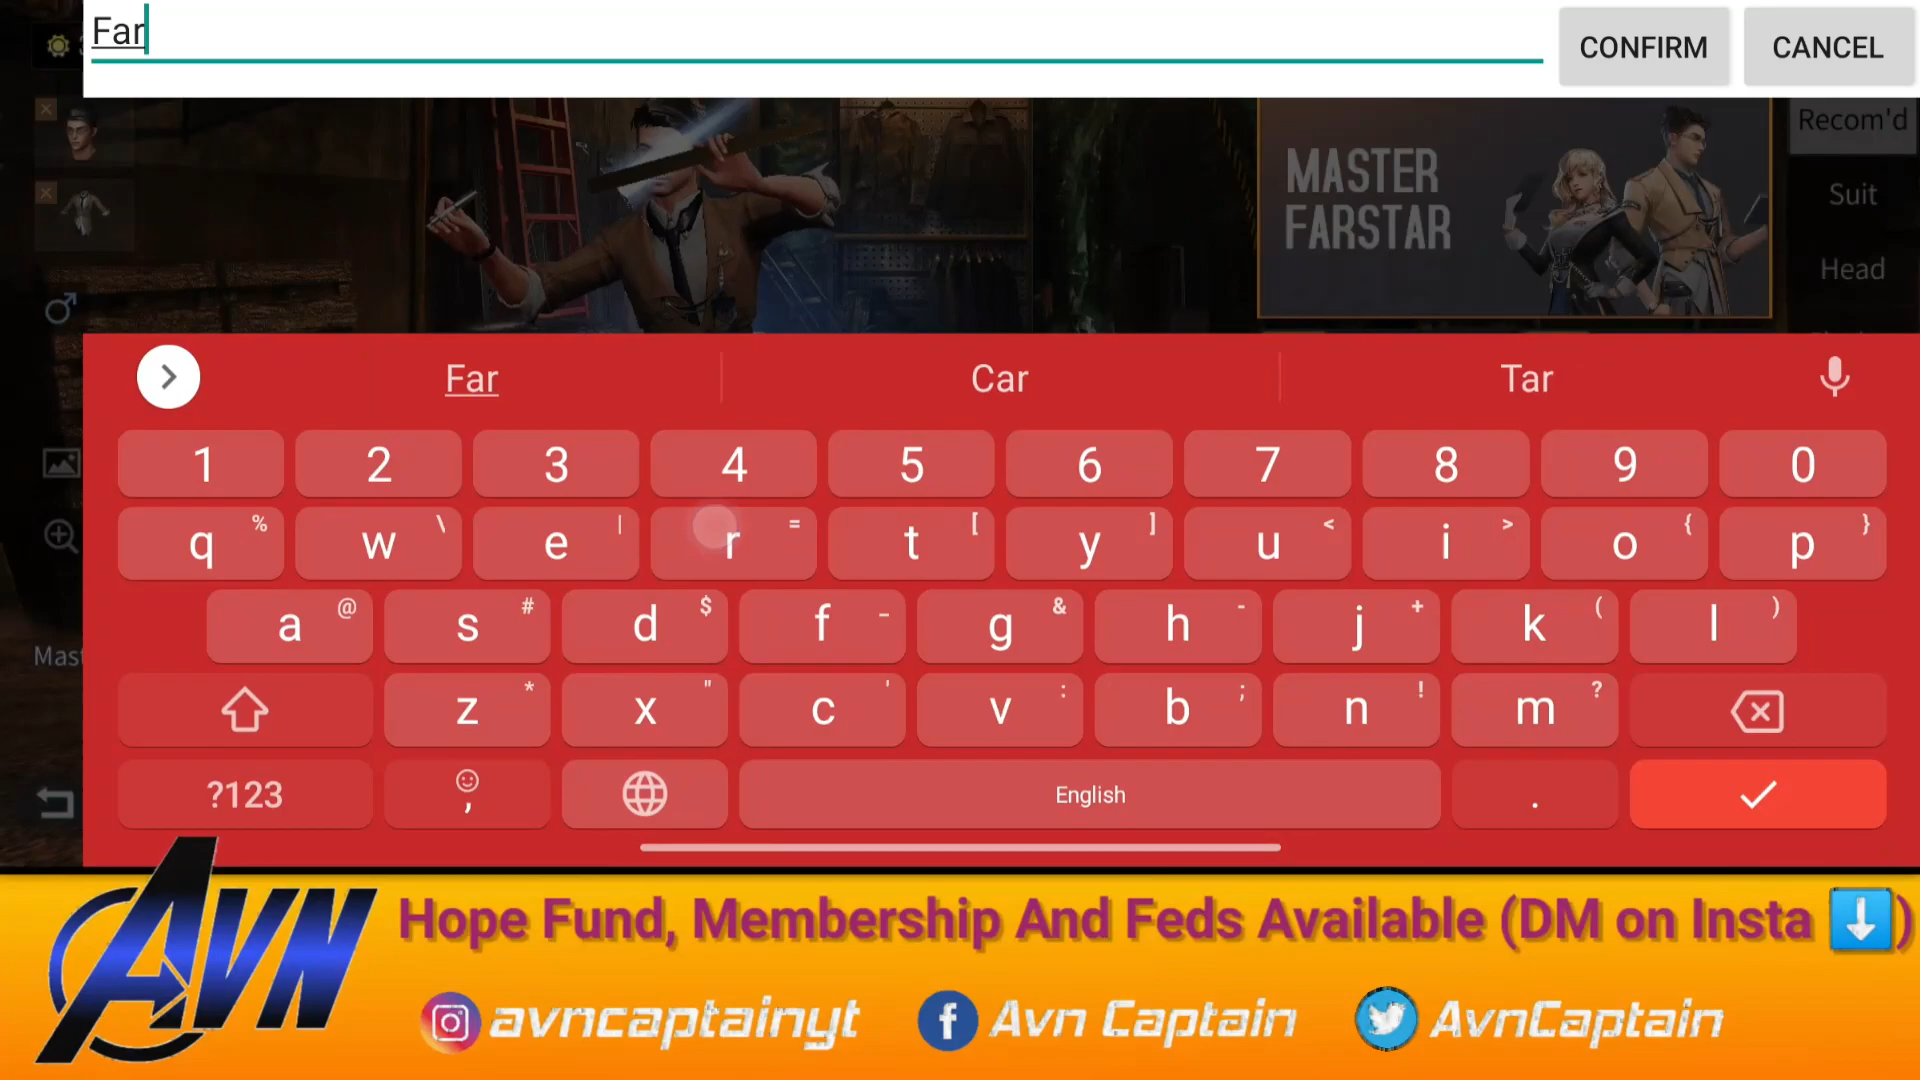 Far
CONFIRM
CANCEL
Recom'd
MASTER
FARSTAR
Suit
Head
Far
Car
Tar
1 2 3 4 5 6 7 8 9 0
q % w \ e | r = t [ y ] u < i > o { p }
a @ s # d $ f _ g & h - j + k ( l )
Mast
z * x " c ' v : b ; n ! m ?
?123 , English .
AVN
Hope Fund, Membership And Feds Available (DM on Insta ⬇️)
avncaptainyt
Avn Captain
AvnCaptain